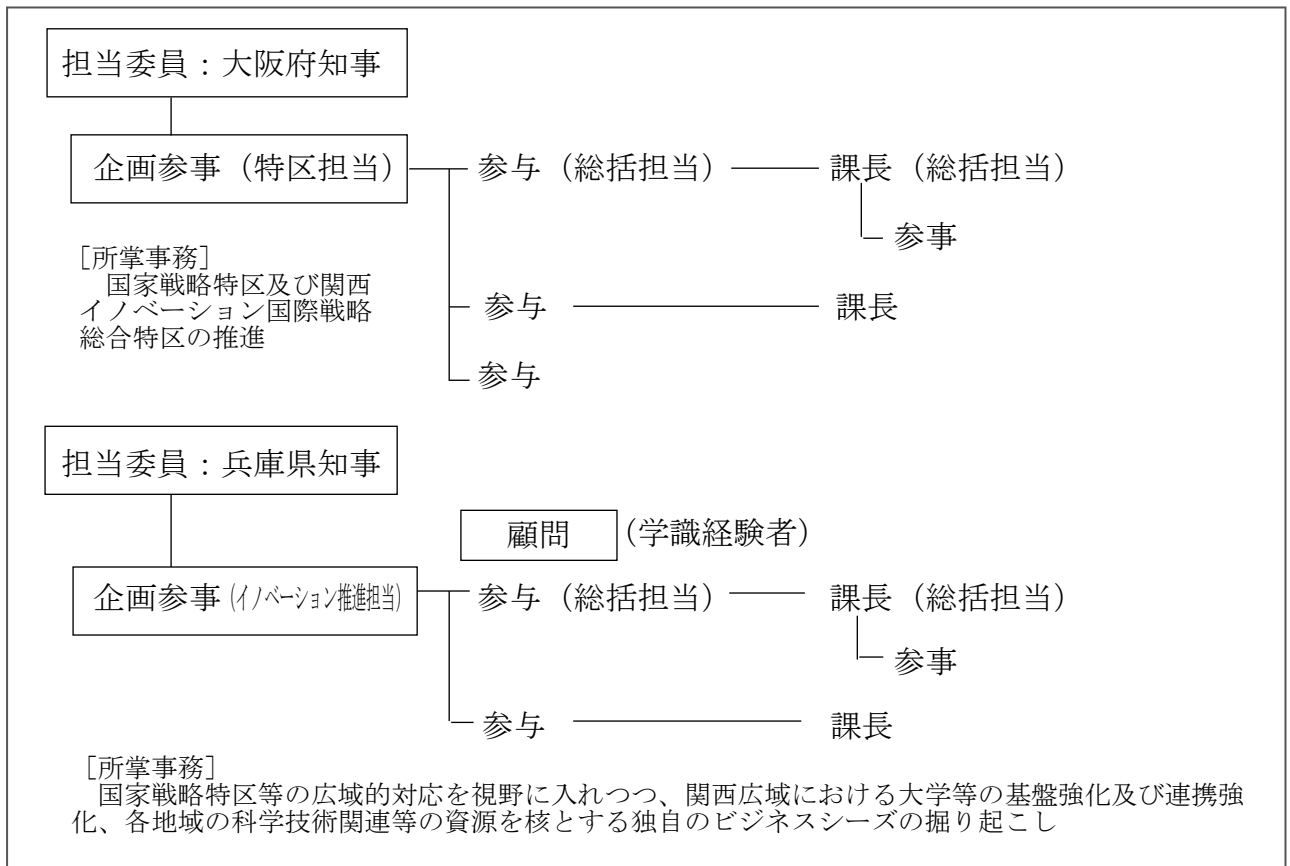 担当委員：大阪府知事
企画参事（特区担当） 参与（総括担当） 課長（総括担当）
参事
［所掌事務］
国家戦略特区及び関西
イノベーション国際戦略
総合特区の推進
参与 課長
参与
担当委員：兵庫県知事
顧問 （学識経験者）
企画参事（イノベーション推進担当） 参与（総括担当） 課長（総括担当）
参事
参与 課長
［所掌事務］
国家戦略特区等の広域的対応を視野に入れつつ、関西広域における大学等の基盤強化及び連携強
化、各地域の科学技術関連等の資源を核とする独自のビジネスシーズの掘り起こし